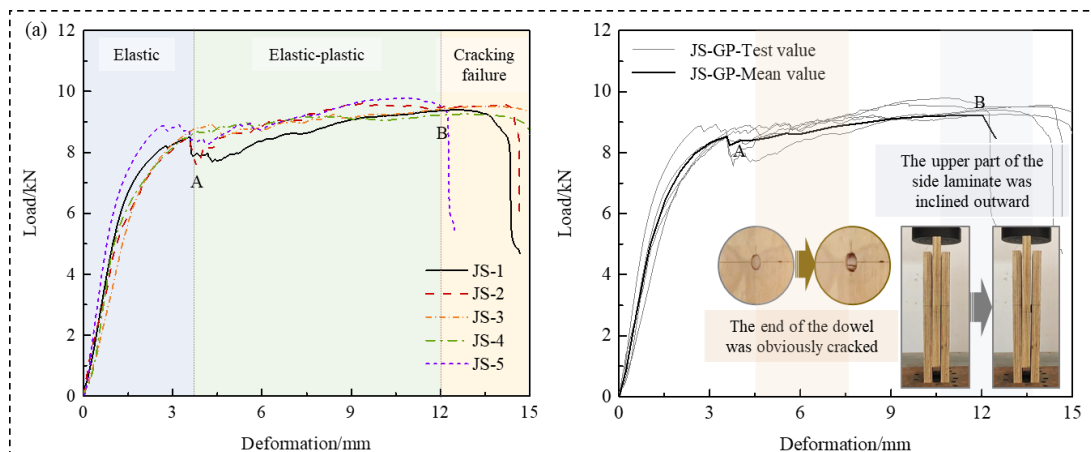 (a)
12
10
8
6
4
2
0
Load/kN
Elastic
Elastic-plastic
Cracking
failure
A
B
JS-1
JS-2
JS-3
JS-4
JS-5
0
3
6
9
12
15
Deformation/mm
12
10
8
6
4
2
0
Load/kN
JS-GP-Test value
JS-GP-Mean value
A
B
The upper part of the
side laminate was
inclined outward
The end of the dowel
was obviously cracked
0
3
6
9
12
15
Deformation/mm